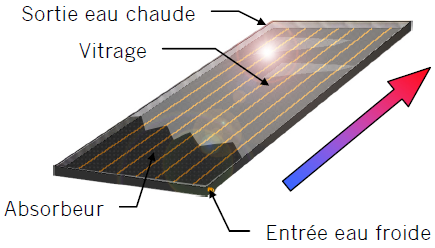 Sortie eau chaude
Vitrage
Absorbeur
Entrée eau froide